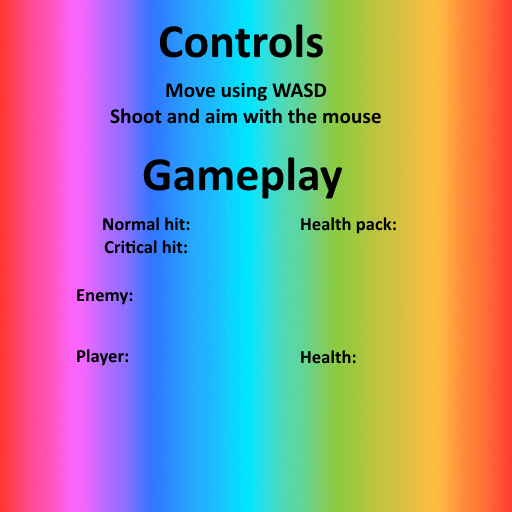 Controls
Move using WASD
Shoot and aim with the mouse
Gameplay
Normal hit:
Critical hit:
Health pack:
Enemy:
Player:
Health: